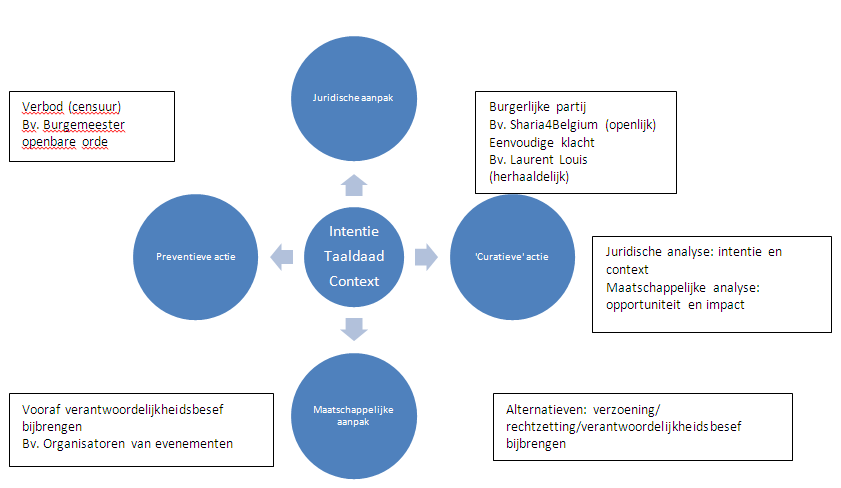 Juridische aanpak
Verbod (censuur)
Bv. Burgemeester
openbare orde
Burgerlijke partij
Bv. Sharia4Belgium (openlijk)
Eenvoudige klacht
Bv. Laurent Louis
(herhaaldelijk)
Preventieve actie
Intentie
Taaldaad
Context
'Curatieve' actie
Juridische analyse: intentie en
context
Maatschappelijke analyse:
opportuniteit en impact
Vooraf verantwoordelijkheidsbesef
bijbrengen
Bv. Organisatoren van evenementen
Maatschappelijke
aanpak
Alternatieven: verzoening/
rechtzetting/verantwoordelijkheidsbesef
bijbrengen